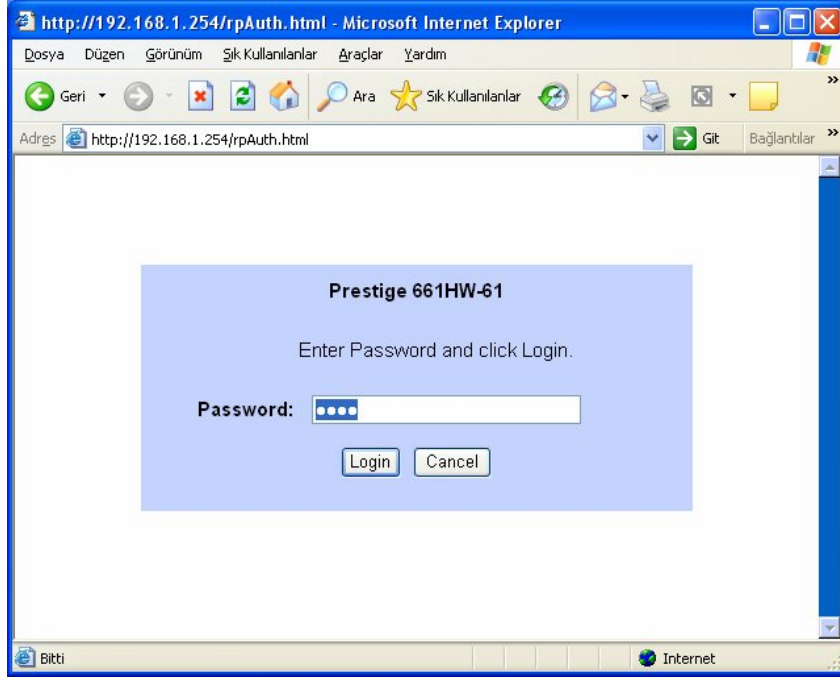 http://192.168.1.254/rpAuth.html - Microsoft Internet Explorer
Dosya Düzen Görünüm Sık Kullanılanlar Araçlar Yardım
Geri Ara Sık Kullanılanlar
Adres http://192.168.1.254/rpAuth.html Git Bağlantılar
Prestige 661HW-61
Enter Password and click Login.
Password:
Login Cancel
Bitti Internet